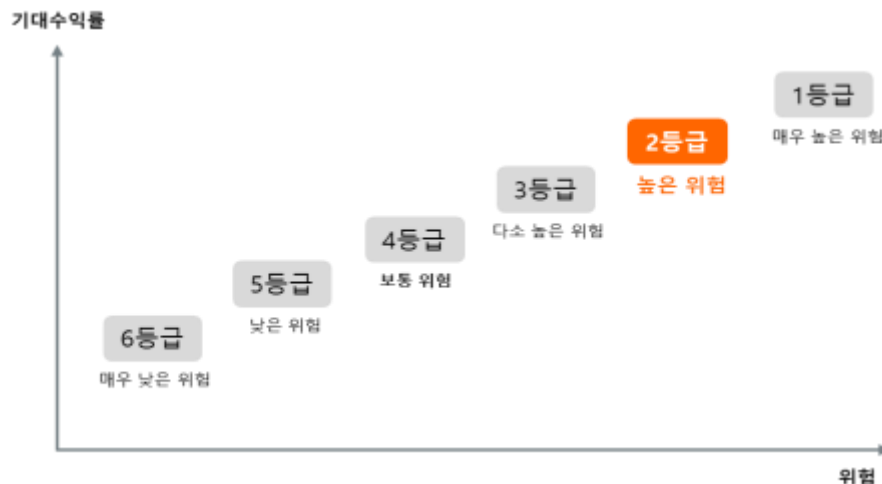 기대수익률
1등급
매우 높은 위험
2등급
높은 위험
3등급
다소 높은 위험
4등급
보통 위험
5등급
낮은 위험
6등급
매우 낮은 위험
위험